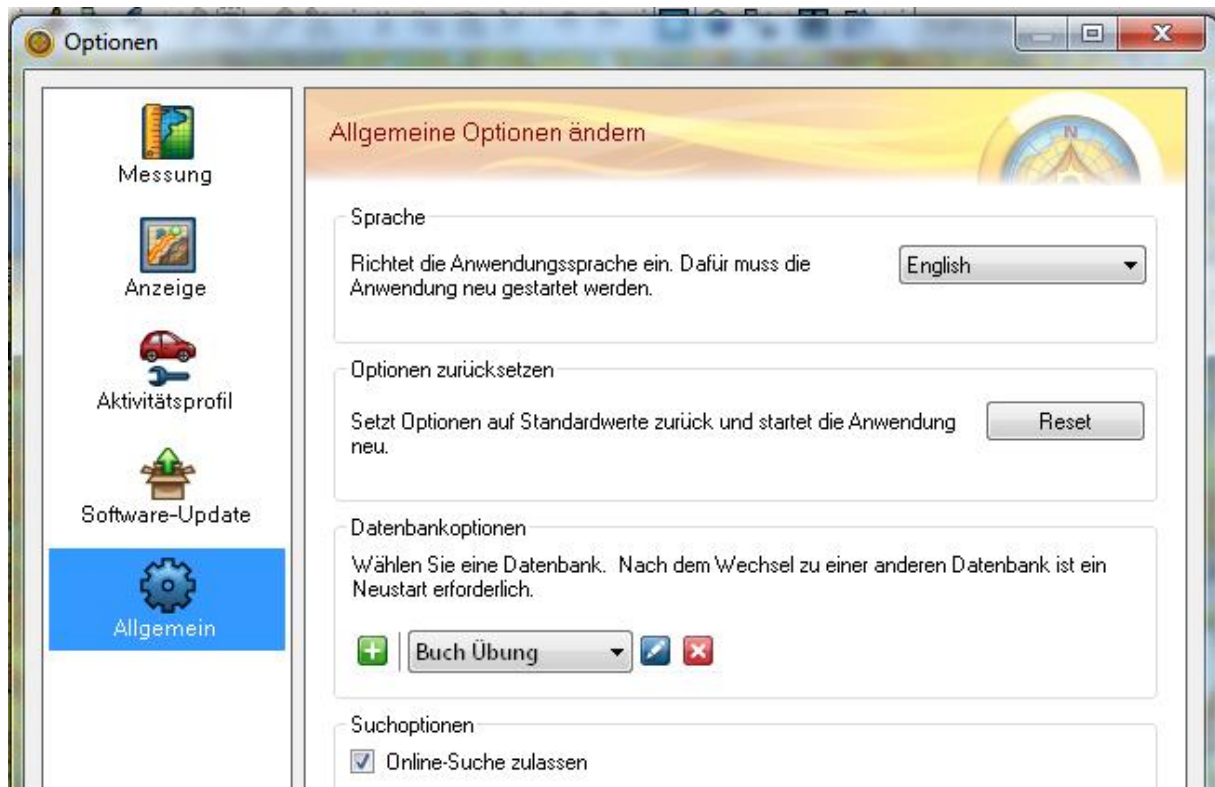 Optionen
Messung
Anzeige
Aktivitätsprofil
Software-Update
Allgemein
Allgemeine Optionen ändern
N
Sprache
Richtet die Anwendungssprache ein. Dafür muss die
Anwendung neu gestartet werden.
English
Optionen zurücksetzen
Setzt Optionen auf Standardwerte zurück und startet die Anwendung
neu.
Reset
Datenbankoptionen
Wählen Sie eine Datenbank. Nach dem Wechsel zu einer anderen Datenbank ist ein
Neustart erforderlich.
Buch Übung
Suchoptionen
Online-Suche zulassen